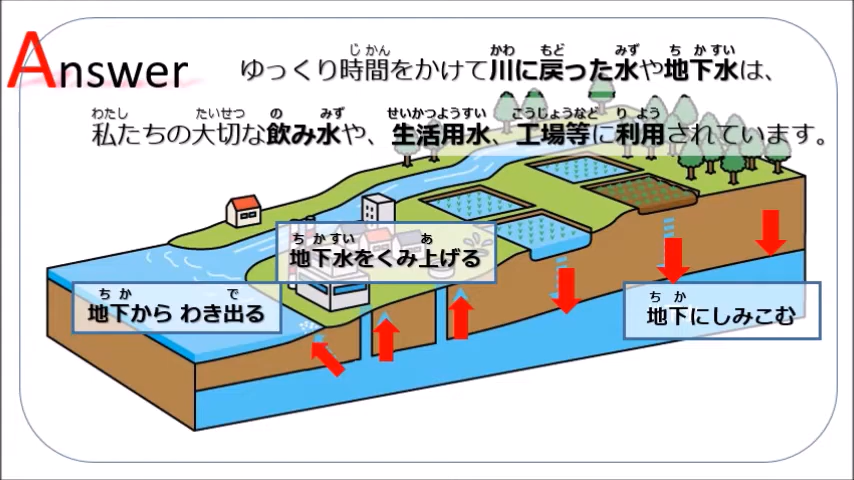 Answer
ゆっくり時間をかけて川に戻った水や地下水は、
私たちの大切な飲み水や、生活用水、工場等に利用されています。
地下水をくみ上げる
地下から わき出る
地下にしみこむ